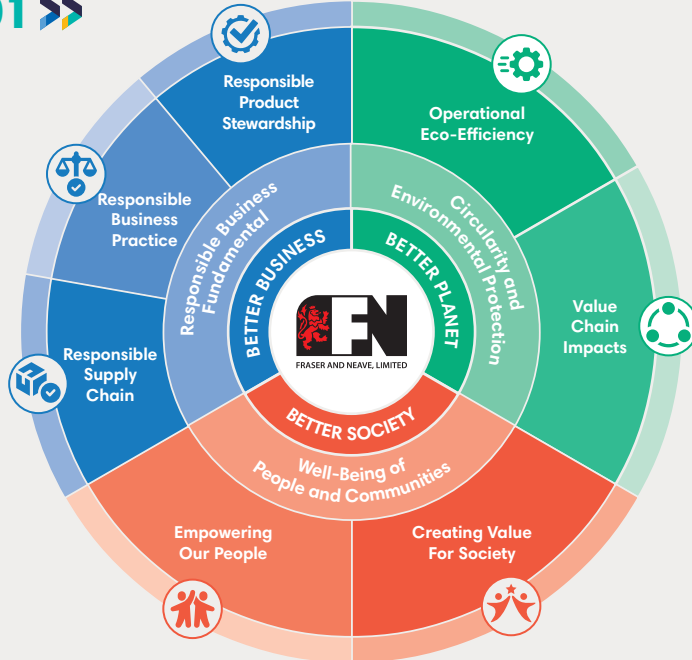 01
Responsible
Product
Stewardship
Operational
Eco-Efficiency
Responsible
Business
Practice
Responsible Business
Fundamental
Circularity and
Environmental Protection
BETTER BUSINESS
BETTER PLANET
Value
Chain
Impacts
FN
FRASER AND NEAVE, LIMITED
Responsible
Supply
Chain
BETTER SOCIETY
Well-Being of
People and Communities
Empowering
Our People
Creating Value
For Society